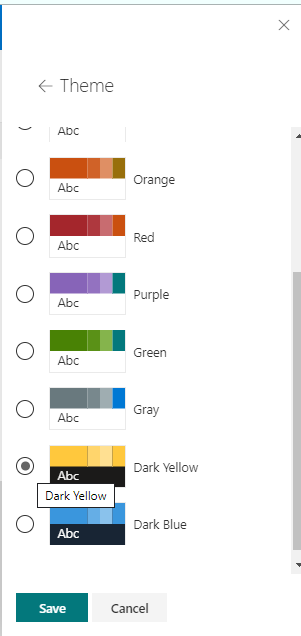 Theme
Abc
Orange
Abc
Red
Abc
Purple
Abc
Green
Abc
Gray
Abc
Dark Yellow
Abc
Dark Yellow
Dark Blue
Abc
Save Cancel